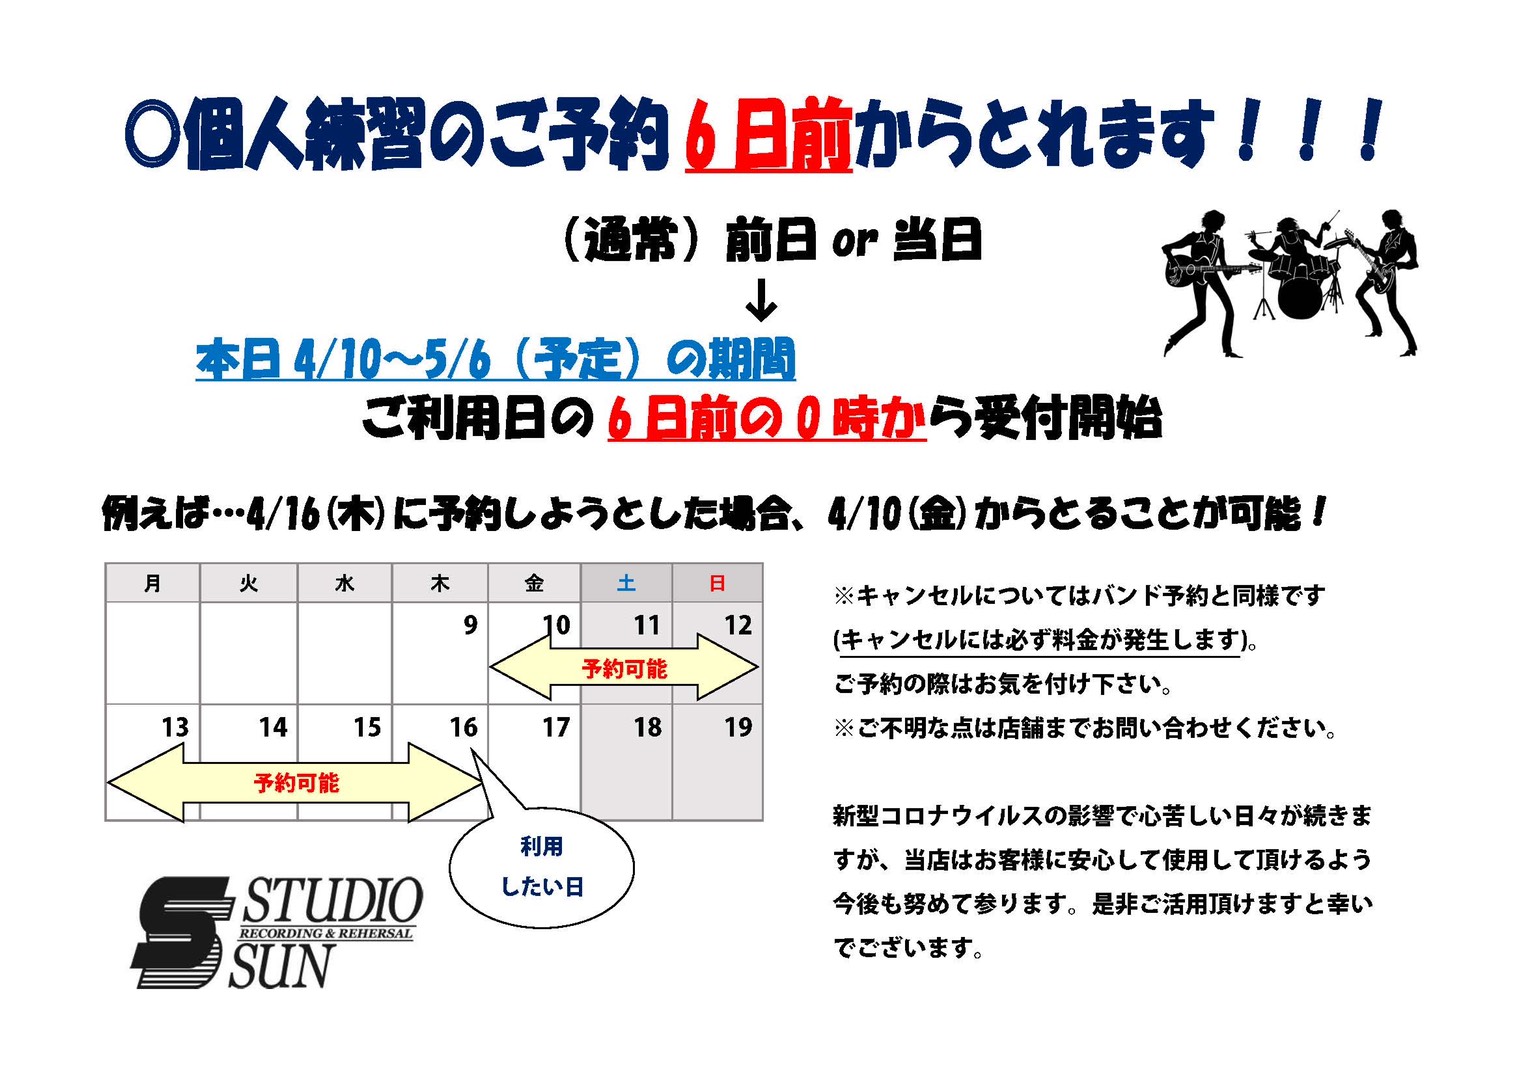 〇個人練習のご予約6日前からとれます！！！
（通常）前日 or 当日
↓
本日4/10～5/6（予定）の期間
ご利用日の6日前の0時から受付開始
例えば…4/16(木)に予約しようとした場合、4/10(金)からとることが可能！
月 火 水 木 金 土 日
9 10 11 12
予約可能
13 14 15 16 17 18 19
予約可能
利用
したい日
※キャンセルについてはバンド予約と同様です
(キャンセルには必ず料金が発生します)。
ご予約の際はお気を付け下さい。
※ご不明な点は店舗までお問い合わせください。
新型コロナウイルスの影響で心苦しい日々が続きま
すが、当店はお客様に安心して使用して頂けるよう
今後も努めて参ります。是非ご活用頂けますと幸い
でございます。
STUDIO
RECORDING & REHERSAL
SUN